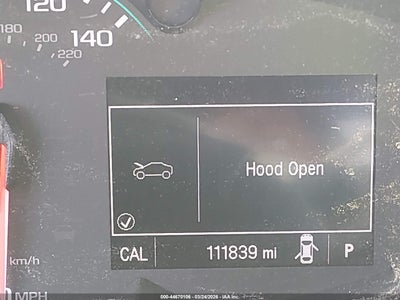 120
140
180
200
220
Hood Open
km/h
CAL 111839 mi P
MPH
000-44670106 - 03/24/2026 - IAA Inc.